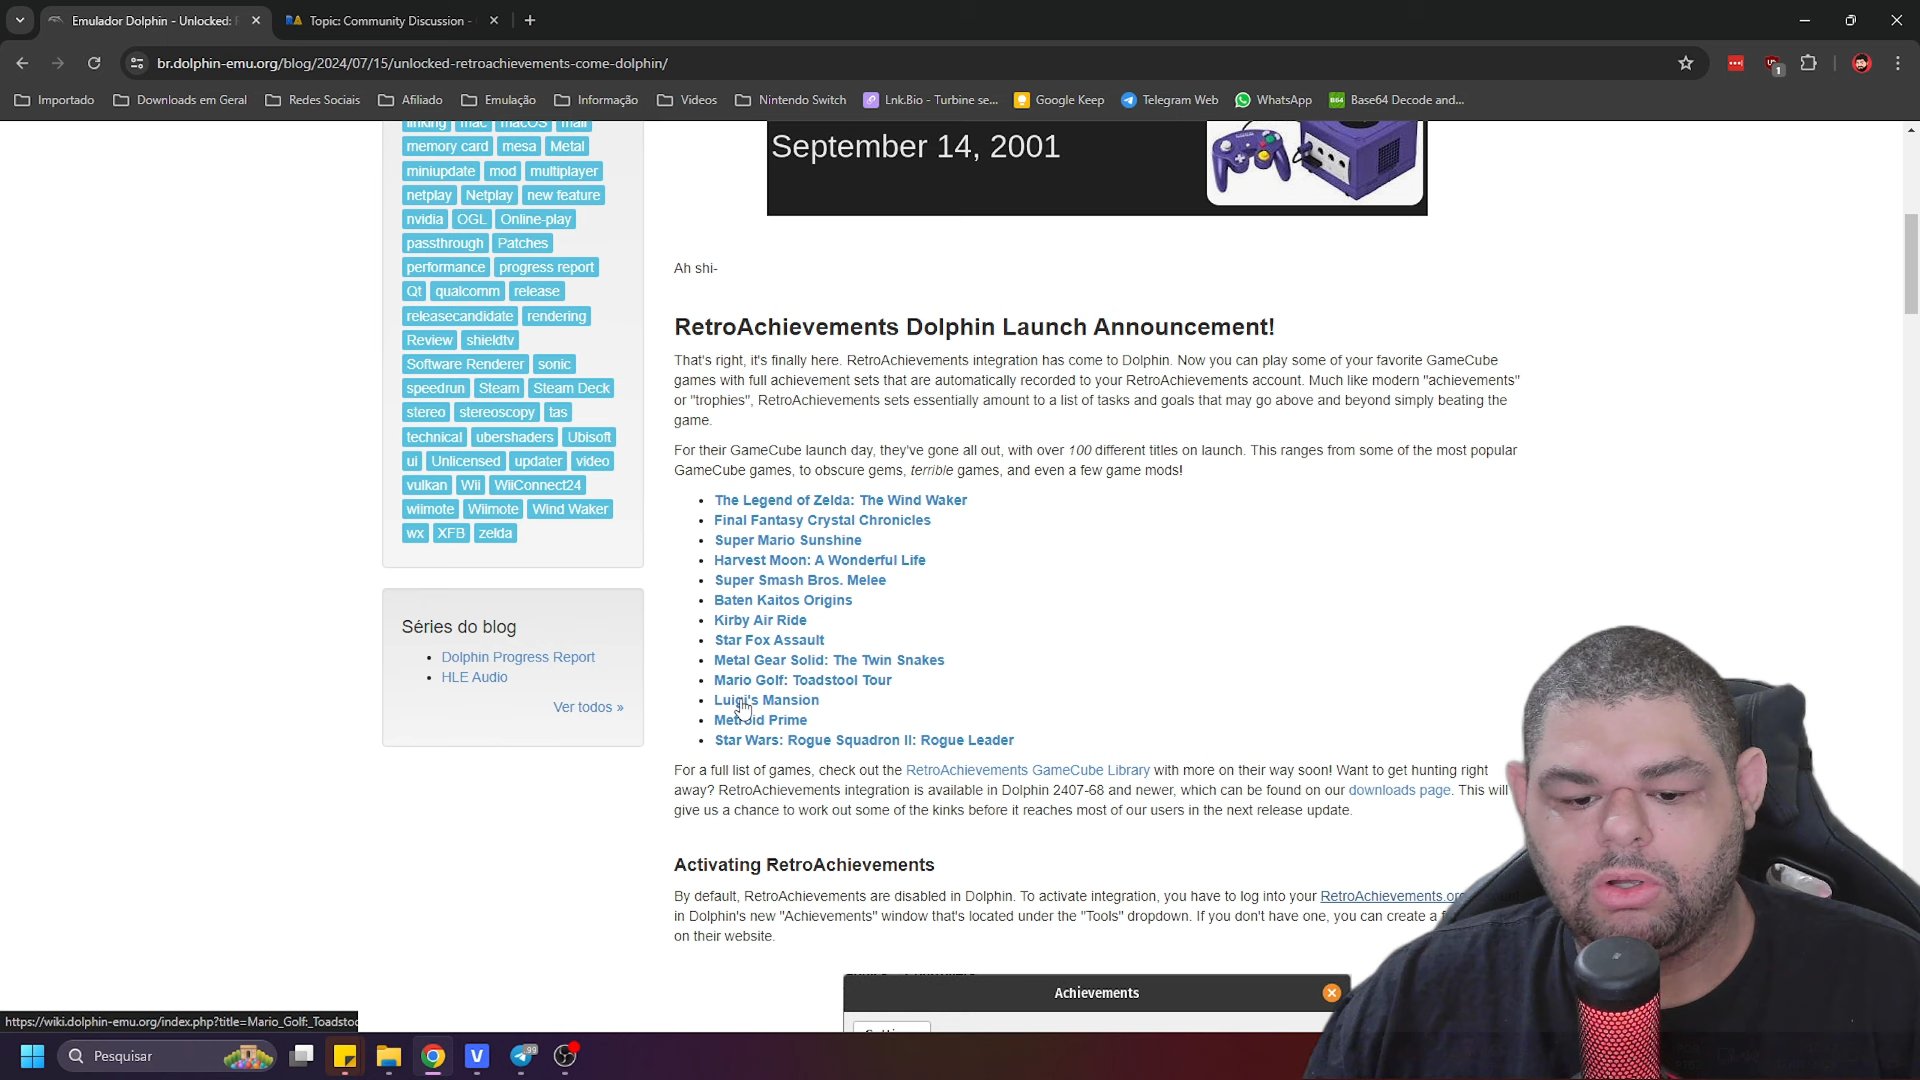 Emulador Dolphin - Unlocked:
Topic: Community Discussion -
br.dolphin-emu.org/blog/2024/07/15/unlocked-retroachievements-come-dolphin/
1
Importado
Downloads em Geral
Redes Sociais
Afiliado
Emulação
Informação
Videos
Nintendo Switch
Lnk.Bio - Turbine se...
Google Keep
Telegram Web
WhatsApp
Base64 Decode and...
linking mac macOS mail
memory card mesa Metal
miniupdate mod multiplayer
netplay Netplay new feature
nvidia OGL Online-play
passthrough Patches
performance progress report
Qt qualcomm release
releasecandidate rendering
Review shieldtv
Software Renderer sonic
speedrun Steam Steam Deck
stereo stereoscopy tas
technical ubershaders Ubisoft
ui Unlicensed updater video
vulkan Wii WiiConnect24
wiimote Wiimote Wind Waker
wx XFB zelda
Séries do blog
Dolphin Progress Report
HLE Audio
Ver todos »
September 14, 2001
Ah shi-
RetroAchievements Dolphin Launch Announcement!
That's right, it's finally here. RetroAchievements integration has come to Dolphin. Now you can play some of your favorite GameCube
games with full achievement sets that are automatically recorded to your RetroAchievements account. Much like modern "achievements"
or "trophies", RetroAchievements sets essentially amount to a list of tasks and goals that may go above and beyond simply beating the
game.
For their GameCube launch day, they've gone all out, with over 100 different titles on launch. This ranges from some of the most popular
GameCube games, to obscure gems, terrible games, and even a few game mods!
The Legend of Zelda: The Wind Waker
Final Fantasy Crystal Chronicles
Super Mario Sunshine
Harvest Moon: A Wonderful Life
Super Smash Bros. Melee
Baten Kaitos Origins
Kirby Air Ride
Star Fox Assault
Metal Gear Solid: The Twin Snakes
Mario Golf: Toadstool Tour
Luigi's Mansion
Metroid Prime
Star Wars: Rogue Squadron II: Rogue Leader
For a full list of games, check out the RetroAchievements GameCube Library with more on their way soon! Want to get hunting right
away? RetroAchievements integration is available in Dolphin 2407-68 and newer, which can be found on our downloads page. This will
give us a chance to work out some of the kinks before it reaches most of our users in the next release update.
Activating RetroAchievements
By default, RetroAchievements are disabled in Dolphin. To activate integration, you have to log into your RetroAchievements.org
in Dolphin's new "Achievements" window that's located under the "Tools" dropdown. If you don't have one, you can create a
on their website.
Achievements
https://wiki.dolphin-emu.org/index.php?title=Mario_Golf:_Toadstoo
Pesquisar
99